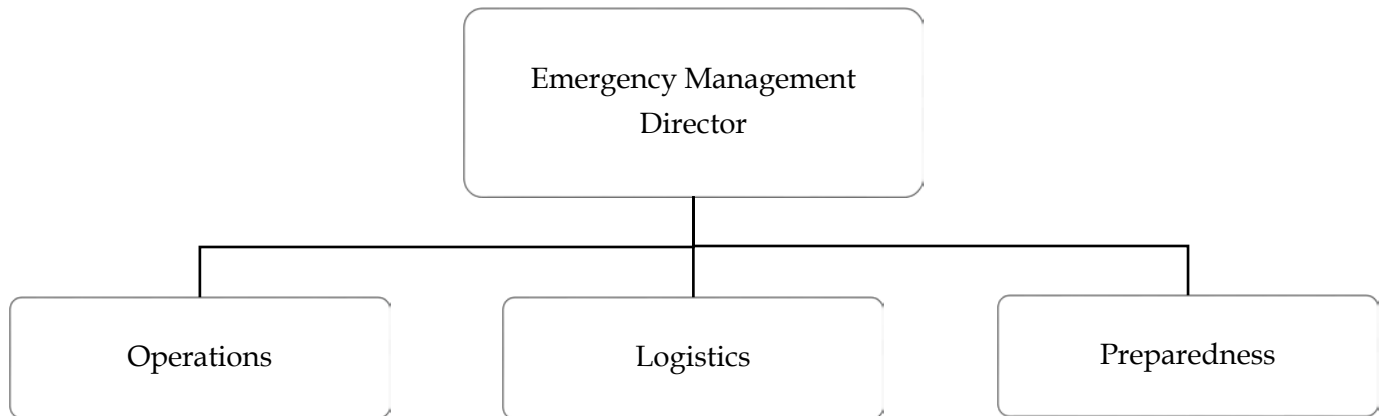 Emergency Management
Director
Operations
Logistics
Preparedness